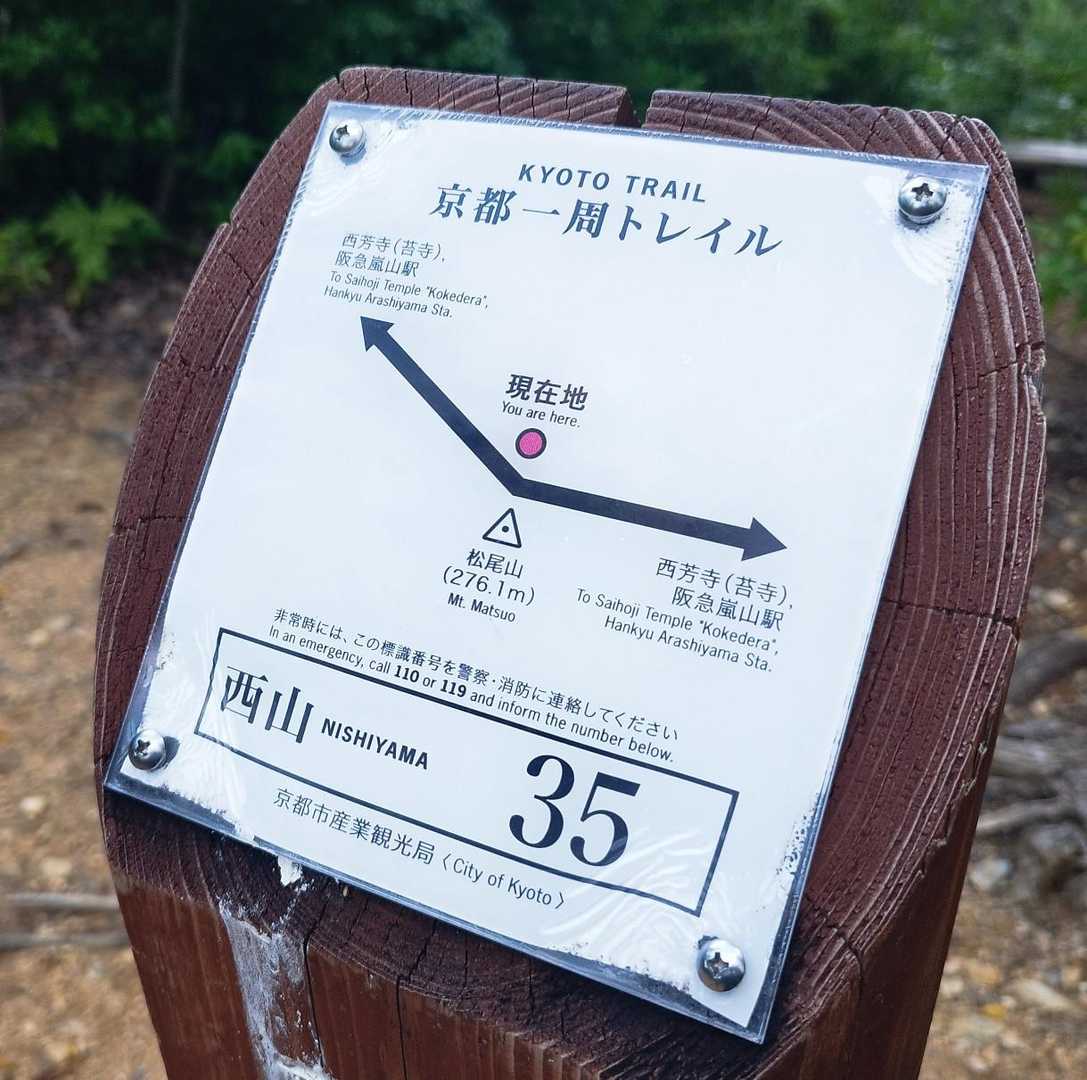 KYOTO TRAIL
京都一周トレイル
西芳寺(苔寺),
阪急嵐山駅
To Saihoji Temple "Kokedera",
Hankyu Arashiyama Sta.
現在地
You are here.
松尾山
(276.1m)
Mt. Matsuo
西芳寺(苔寺),
阪急嵐山駅
To Saihoji Temple "Kokedera",
Hankyu Arashiyama Sta.
非常時には、この標識番号を警察・消防に連絡してください
In an emergency, call 110 or 119 and inform the number below.
西山 NISHIYAMA 35
京都市産業観光局〈City of Kyoto〉